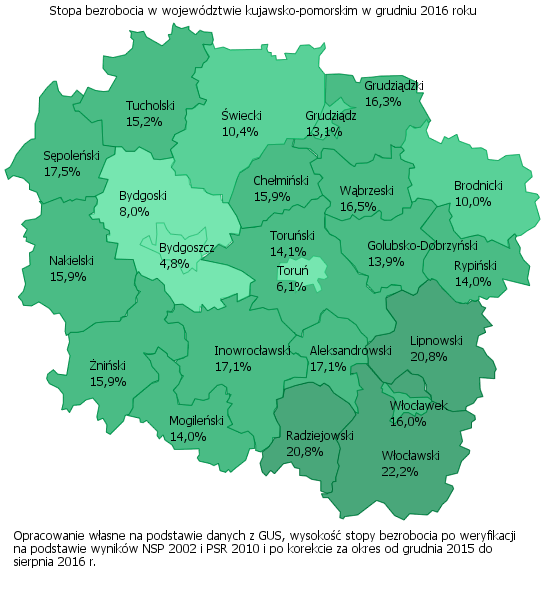 Stopa bezrobocia w województwie kujawsko-pomorskim w grudniu 2016 roku
Tucholski
15,2%
Świecki
10,4%
Grudziądzki
16,3%
Grudziądz
13,1%
Sępoleński
17,5%
Bydgoski
8,0%
Chełmiński
15,9%
Wąbrzeski
16,5%
Brodnicki
10,0%
Nakielski
15,9%
Bydgoszcz
4,8%
Toruński
14,1%
Toruń
6,1%
Golubsko-Dobrzyński
13,9%
Rypiński
14,0%
Żniński
15,9%
Inowrocławski
17,1%
Aleksandrowski
17,1%
Lipnowski
20,8%
Mogileński
14,0%
Radziejowski
20,8%
Włocławek
16,0%
Włocławski
22,2%
Opracowanie własne na podstawie danych z GUS, wysokość stopy bezrobocia po weryfikacji
na podstawie wyników NSP 2002 i PSR 2010 i po korekcie za okres od grudnia 2015 do
sierpnia 2016 r.